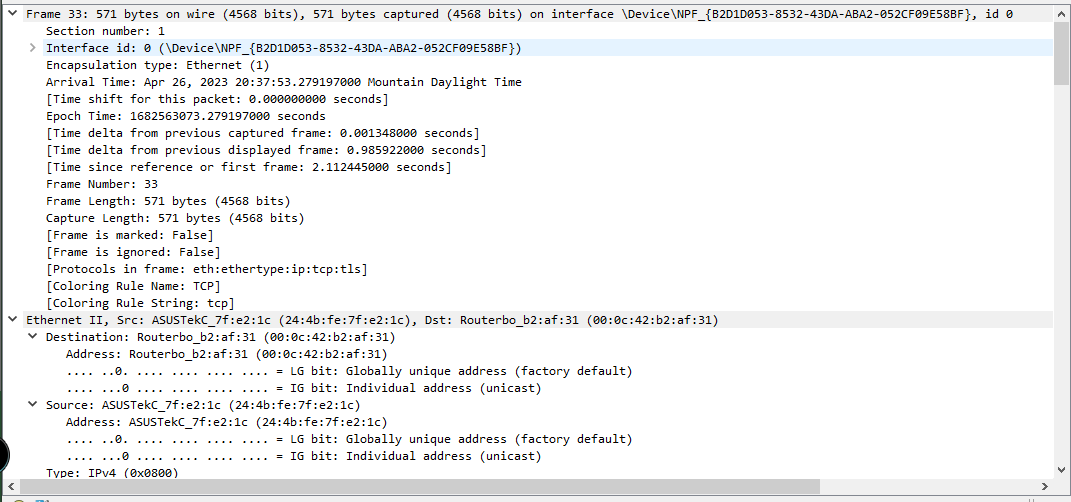 Frame 33: 571 bytes on wire (4568 bits), 571 bytes captured (4568 bits) on interface \Device\NPF_{B2D1D053-8532-43DA-ABA2-052CF09E58BF}, id 0
Section number: 1
Interface id: 0 (\Device\NPF_{B2D1D053-8532-43DA-ABA2-052CF09E58BF})
Encapsulation type: Ethernet (1)
Arrival Time: Apr 26, 2023 20:37:53.279197000 Mountain Daylight Time
[Time shift for this packet: 0.000000000 seconds]
Epoch Time: 1682563073.279197000 seconds
[Time delta from previous captured frame: 0.001348000 seconds]
[Time delta from previous displayed frame: 0.985922000 seconds]
[Time since reference or first frame: 2.112445000 seconds]
Frame Number: 33
Frame Length: 571 bytes (4568 bits)
Capture Length: 571 bytes (4568 bits)
[Frame is marked: False]
[Frame is ignored: False]
[Protocols in frame: eth:ethertype:ip:tcp:tls]
[Coloring Rule Name: TCP]
[Coloring Rule String: tcp]
Ethernet II, Src: ASUSTekC_7f:e2:1c (24:4b:fe:7f:e2:1c), Dst: Routerbo_b2:af:31 (00:0c:42:b2:af:31)
Destination: Routerbo_b2:af:31 (00:0c:42:b2:af:31)
Address: Routerbo_b2:af:31 (00:0c:42:b2:af:31)
.... ..0. .... .... .... .... = LG bit: Globally unique address (factory default)
.... ...0 .... .... .... .... = IG bit: Individual address (unicast)
Source: ASUSTekC_7f:e2:1c (24:4b:fe:7f:e2:1c)
Address: ASUSTekC_7f:e2:1c (24:4b:fe:7f:e2:1c)
.... ..0. .... .... .... .... = LG bit: Globally unique address (factory default)
.... ...0 .... .... .... .... = IG bit: Individual address (unicast)
Type: IPv4 (0x0800)